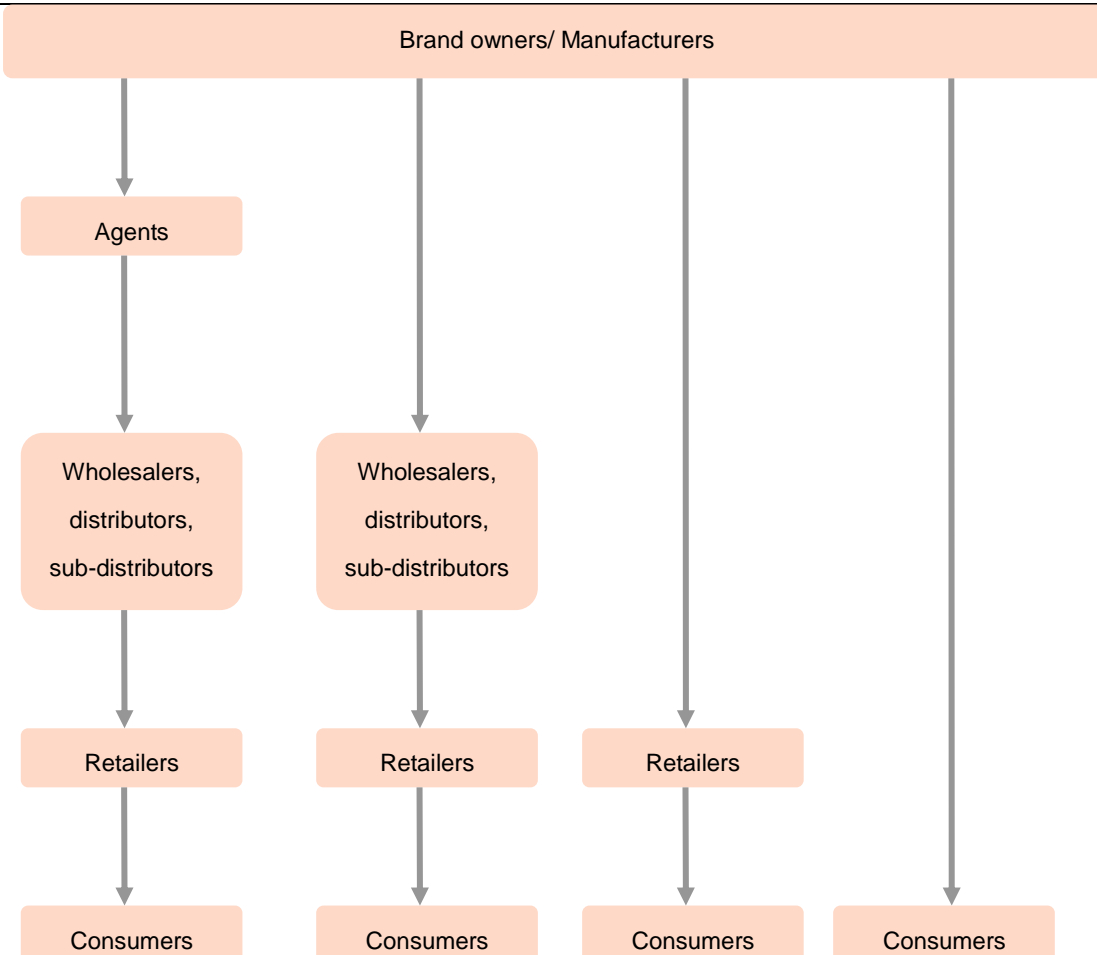 Brand owners/ Manufacturers
Agents
Wholesalers,
distributors,
sub-distributors
Wholesalers,
distributors,
sub-distributors
Retailers
Retailers
Retailers
Consumers
Consumers
Consumers
Consumers